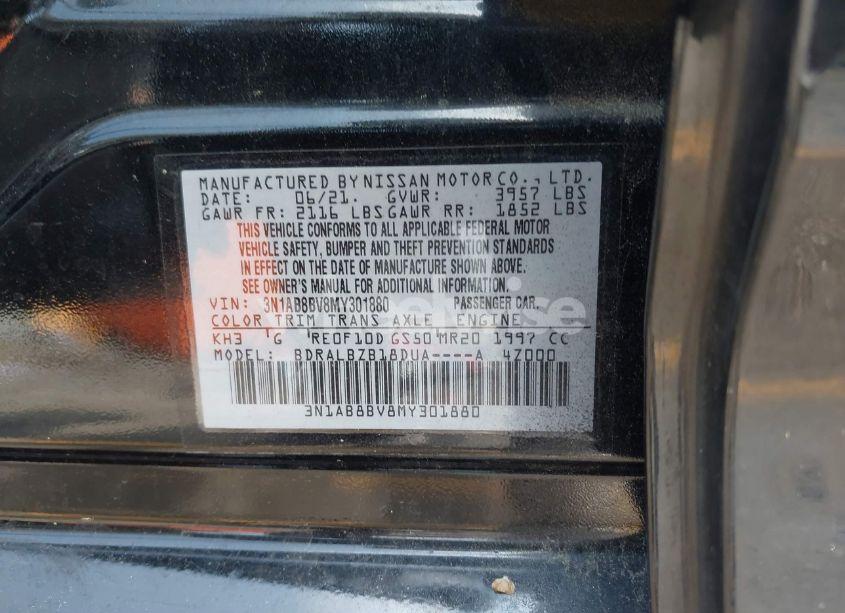 MANUFACTURED BY NISSAN MOTOR CO., LTD.
DATE: 06/21. GVWR: 3957 LBS
GAWR FR: 2116 LBS GAWR RR: 1852 LBS
THIS VEHICLE CONFORMS TO ALL APPLICABLE FEDERAL MOTOR
VEHICLE SAFETY, BUMPER AND THEFT PREVENTION STANDARDS
IN EFFECT ON THE DATE OF MANUFACTURE SHOWN ABOVE.
SEE OWNER'S MANUAL FOR ADDITIONAL INFORMATION.
VIN: 3N1AB8BV8MY301880 PASSENGER CAR
COLOR TRIM TRANS AXLE ENGINE
KH3 G RE0F10D GS50 MR20 1997 CC
MODEL: BDRALBZB18DUA----A 4Z000
3N1AB8BV8MY301880